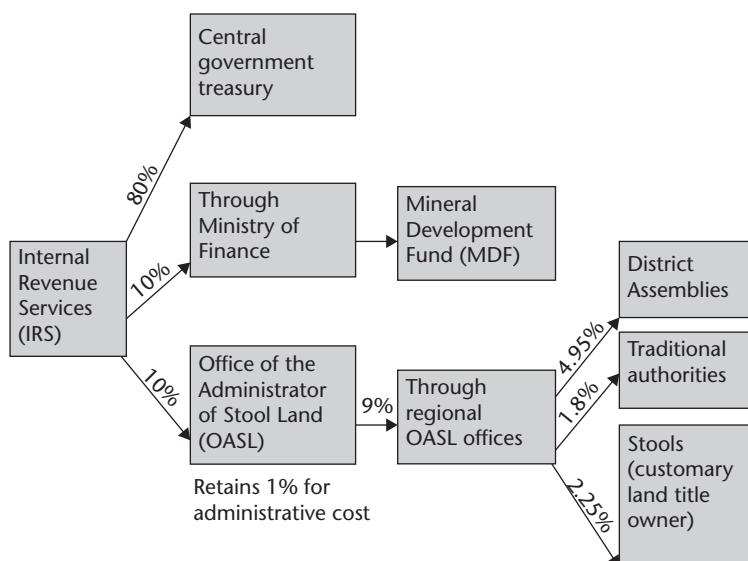 Central
government
treasury
80%
Through
Ministry of
Finance
Mineral
Development
Fund (MDF)
Internal
Revenue
Services
(IRS)
10%
District
Assemblies
4.95%
10%
Office of the
Administrator
of Stool Land
(OASL)
9%
Through
regional
OASL offices
Traditional
authorities
1.8%
Stools
(customary
land title
owner)
2.25%
Retains 1% for
administrative cost